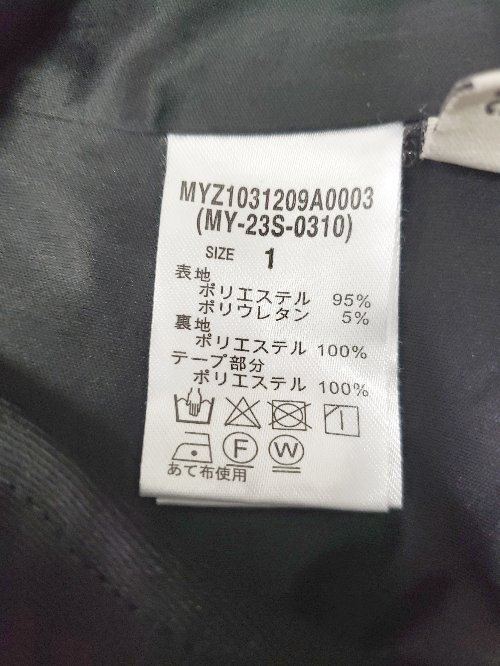 MYZ1031209A0003
(MY-23S-0310)
SIZE 1
表地
ポリエステル 95%
ポリウレタン 5%
裏地
ポリエステル 100%
テープ部分
ポリエステル 100%
F W
あて布使用